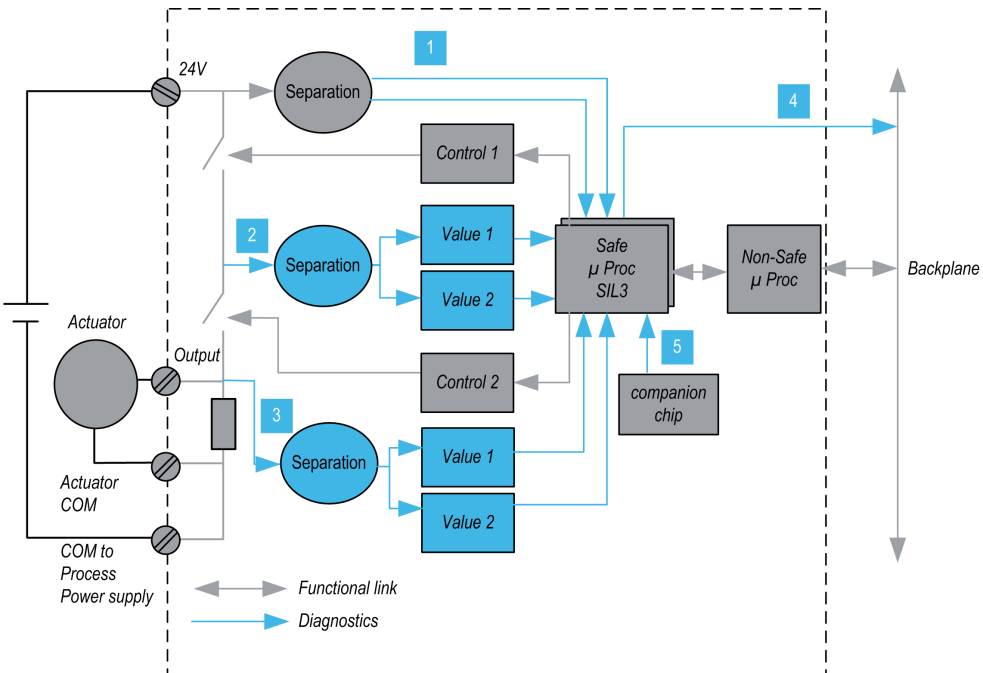 1
24V
Separation
4
Control 1
2
Separation
Value 1
Value 2
Safe
µ Proc
SIL3
Non-Safe
µ Proc
Backplane
Actuator
Output
Control 2
5
companion
chip
3
Separation
Value 1
Value 2
Actuator
COM
COM to
Process
Power supply
Functional link
Diagnostics